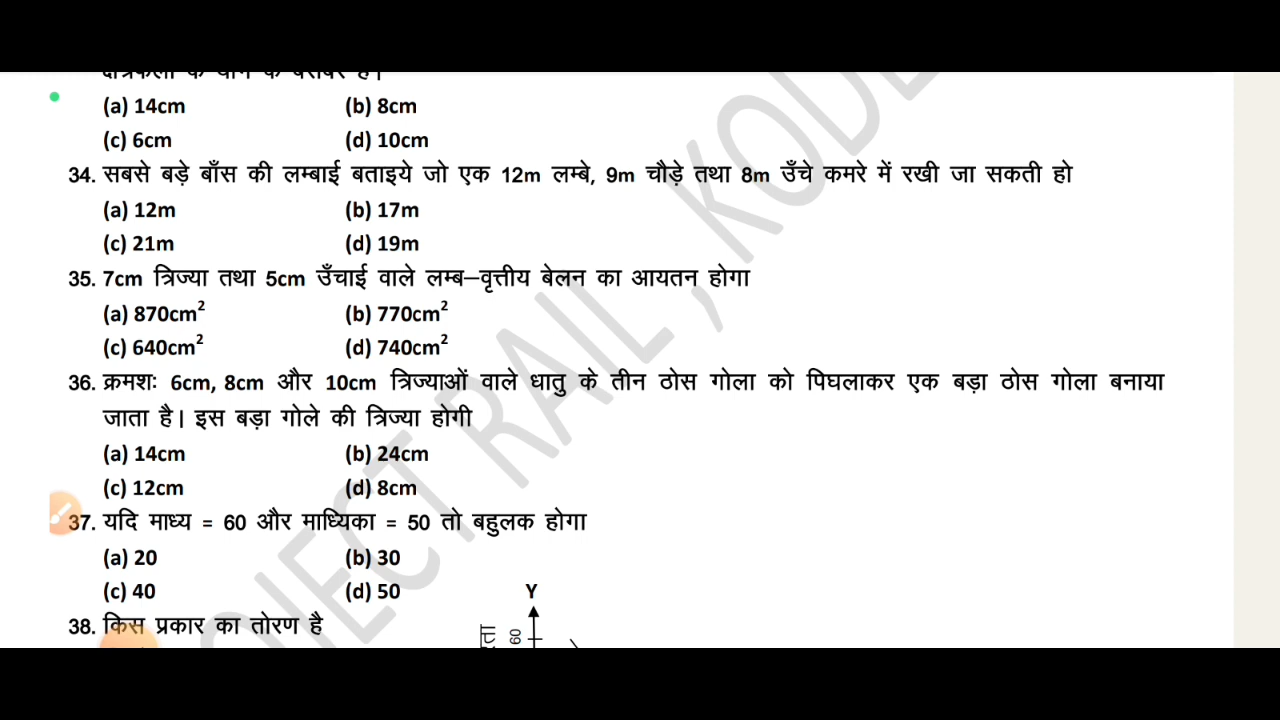 (a) 14cm (b) 8cm
(c) 6cm (d) 10cm
34. सबसे बड़े बाँस की लम्बाई बताइये जो एक 12m लम्बे, 9m चौड़े तथा 8m उँचे कमरे में रखी जा सकती हो
(a) 12m (b) 17m
(c) 21m (d) 19m
35. 7cm त्रिज्या तथा 5cm उँचाई वाले लम्ब–वृत्तीय बेलन का आयतन होगा
(a) 870cm² (b) 770cm²
(c) 640cm² (d) 740cm²
36. क्रमशः 6cm, 8cm और 10cm त्रिज्याओं वाले धातु के तीन ठोस गोला को पिघलाकर एक बड़ा ठोस गोला बनाया
जाता है। इस बड़ा गोले की त्रिज्या होगी
(a) 14cm (b) 24cm
(c) 12cm (d) 8cm
37. यदि माध्य = 60 और माध्यिका = 50 तो बहुलक होगा
(a) 20 (b) 30
(c) 40 (d) 50
Y
38. किस प्रकार का तोरण है
60